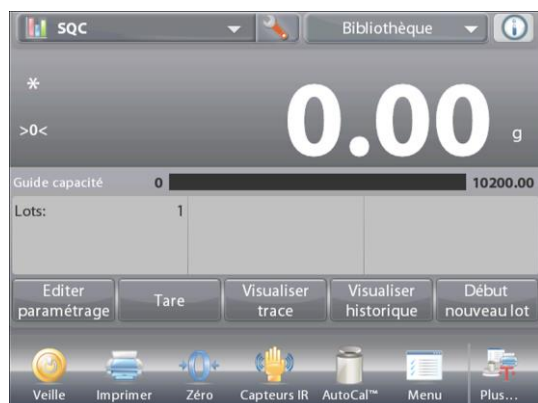 SQC
Bibliothèque
*
>0<
0.00 g
Guide capacité 0 10200.00
Lots: 1
Editer paramétrage
Tare
Visualiser trace
Visualiser historique
Début nouveau lot
Veille
Imprimer
Zéro
Capteurs IR
AutoCal™
Menu
Plus...